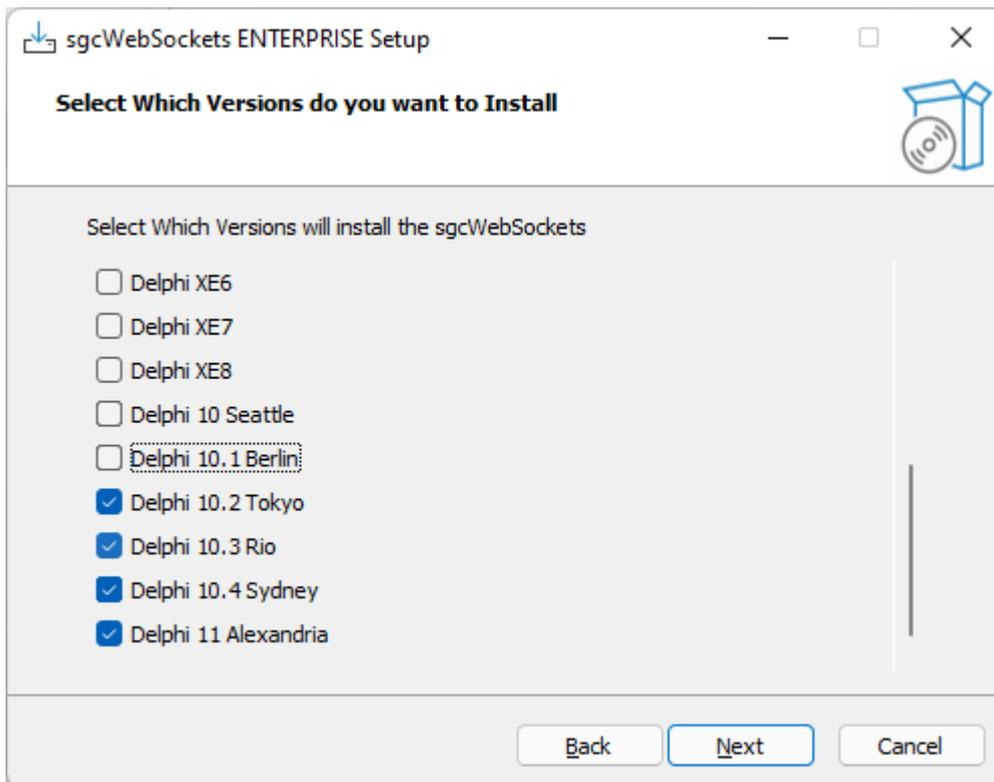 sgcWebSockets ENTERPRISE Setup
Select Which Versions do you want to Install
Select Which Versions will install the sgcWebSockets
Delphi XE6
Delphi XE7
Delphi XE8
Delphi 10 Seattle
Delphi 10.1 Berlin
Delphi 10.2 Tokyo
Delphi 10.3 Rio
Delphi 10.4 Sydney
Delphi 11 Alexandria
Back Next Cancel